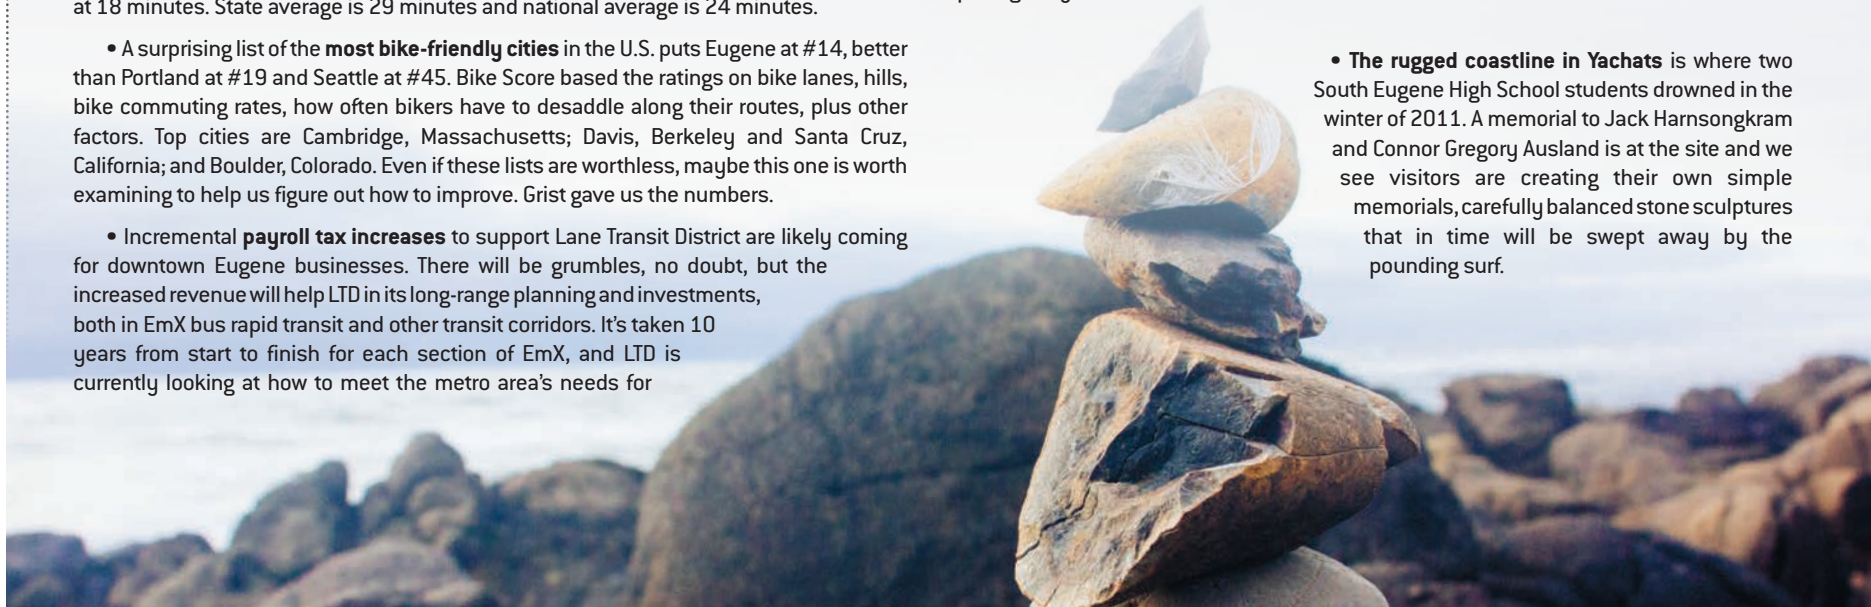 at 18 minutes. State average is 29 minutes and national average is 24 minutes.
• A surprising list of the most bike-friendly cities in the U.S. puts Eugene at #14, better
than Portland at #19 and Seattle at #45. Bike Score based the ratings on bike lanes, hills,
bike commuting rates, how often bikers have to desaddle along their routes, plus other
factors. Top cities are Cambridge, Massachusetts; Davis, Berkeley and Santa Cruz,
California; and Boulder, Colorado. Even if these lists are worthless, maybe this one is worth
examining to help us figure out how to improve. Grist gave us the numbers.
• Incremental payroll tax increases to support Lane Transit District are likely coming
for downtown Eugene businesses. There will be grumbles, no doubt, but the
increased revenue will help LTD in its long-range planning and investments,
both in EmX bus rapid transit and other transit corridors. It’s taken 10
years from start to finish for each section of EmX, and LTD is
currently looking at how to meet the metro area’s needs for
• The rugged coastline in Yachats is where two
South Eugene High School students drowned in the
winter of 2011. A memorial to Jack Harnsongkram
and Connor Gregory Ausland is at the site and we
see visitors are creating their own simple
memorials, carefully balanced stone sculptures
that in time will be swept away by the
pounding surf.